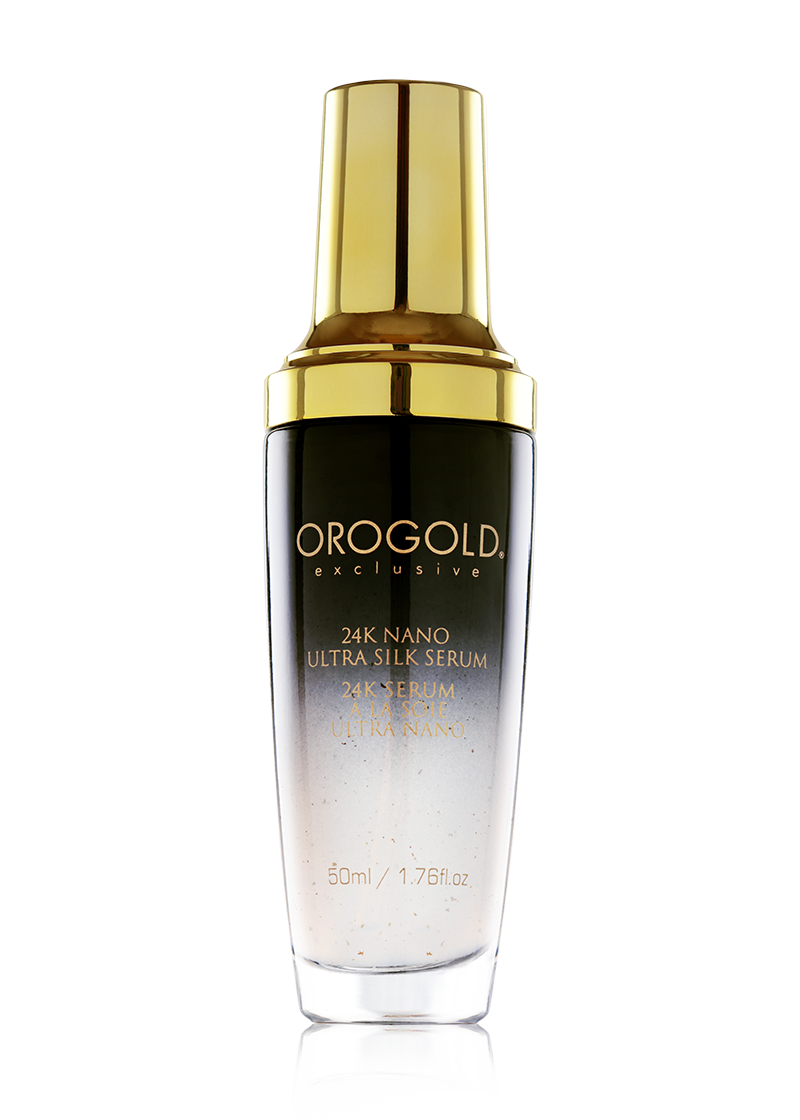 OROGOLD®
exclusive
24K NANO
ULTRA SILK SERUM
24K SERUM
A LA SOIE
ULTRA NANO
50ml / 1.76fl.oz